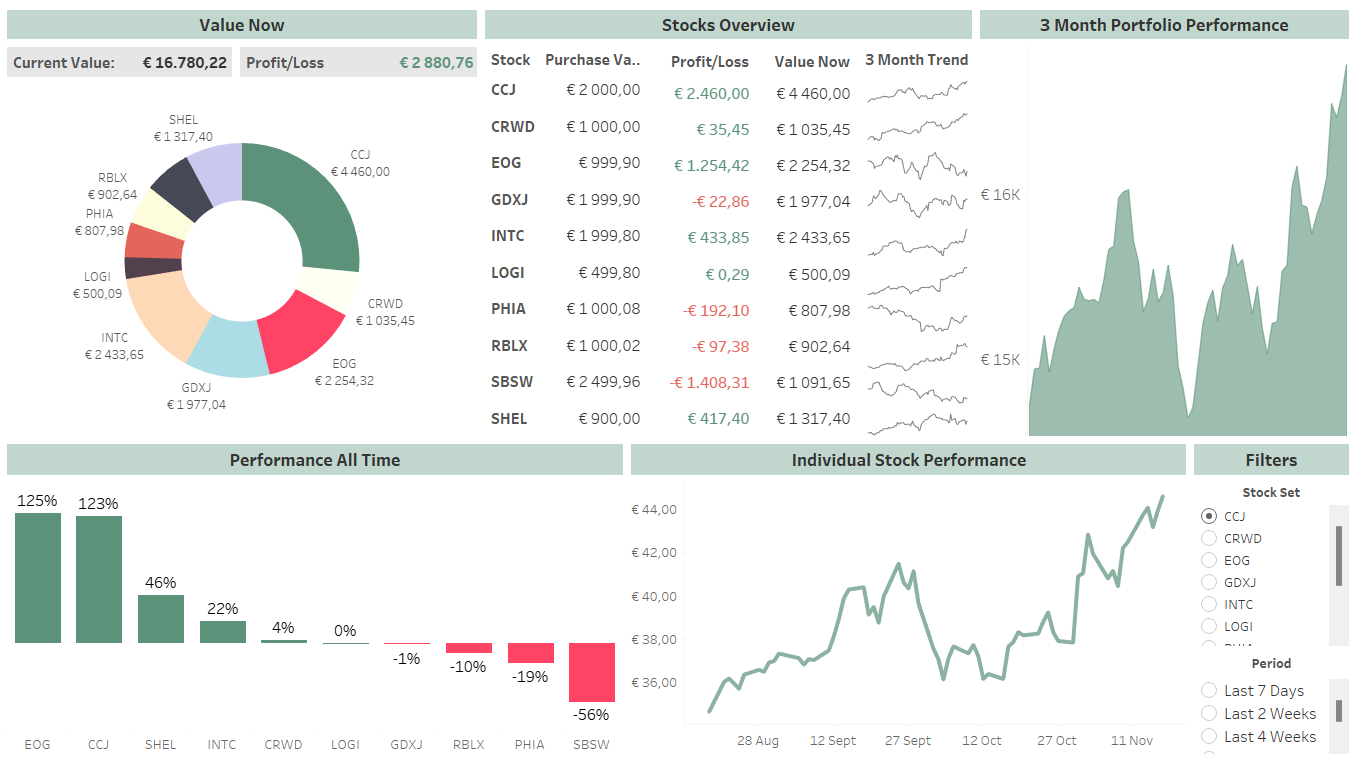 Value Now
Current Value: € 16.780,22
Profit/Loss € 2 880,76
SHEL
€ 1 317,40
CCJ
€ 4 460,00
RBLX
€ 902,64
PHIA
€ 807,98
LOGI
€ 500,09
CRWD
€ 1 035,45
INTC
€ 2 433,65
EOG
€ 2 254,32
GDXJ
€ 1 977,04
Stocks Overview
Stock Purchase Va.. Profit/Loss Value Now 3 Month Trend
CCJ € 2 000,00 € 2.460,00 € 4 460,00
CRWD € 1 000,00 € 35,45 € 1 035,45
EOG € 999,90 € 1.254,42 € 2 254,32
GDXJ € 1 999,90 -€ 22,86 € 1 977,04
INTC € 1 999,80 € 433,85 € 2 433,65
LOGI € 499,80 € 0,29 € 500,09
PHIA € 1 000,08 -€ 192,10 € 807,98
RBLX € 1 000,02 -€ 97,38 € 902,64
SBSW € 2 499,96 -€ 1.408,31 € 1 091,65
SHEL € 900,00 € 417,40 € 1 317,40
3 Month Portfolio Performance
€ 16K
€ 15K
Performance All Time
125% 123%
46%
22%
4% 0%
-1% -10% -19%
-56%
EOG CCJ SHEL INTC CRWD LOGI GDXJ RBLX PHIA SBSW
Individual Stock Performance
€ 44,00
€ 42,00
€ 40,00
€ 38,00
€ 36,00
28 Aug 12 Sept 27 Sept 12 Oct 27 Oct 11 Nov
Filters
Stock Set
CCJ
CRWD
EOG
GDXJ
INTC
LOGI
Period
Last 7 Days
Last 2 Weeks
Last 4 Weeks